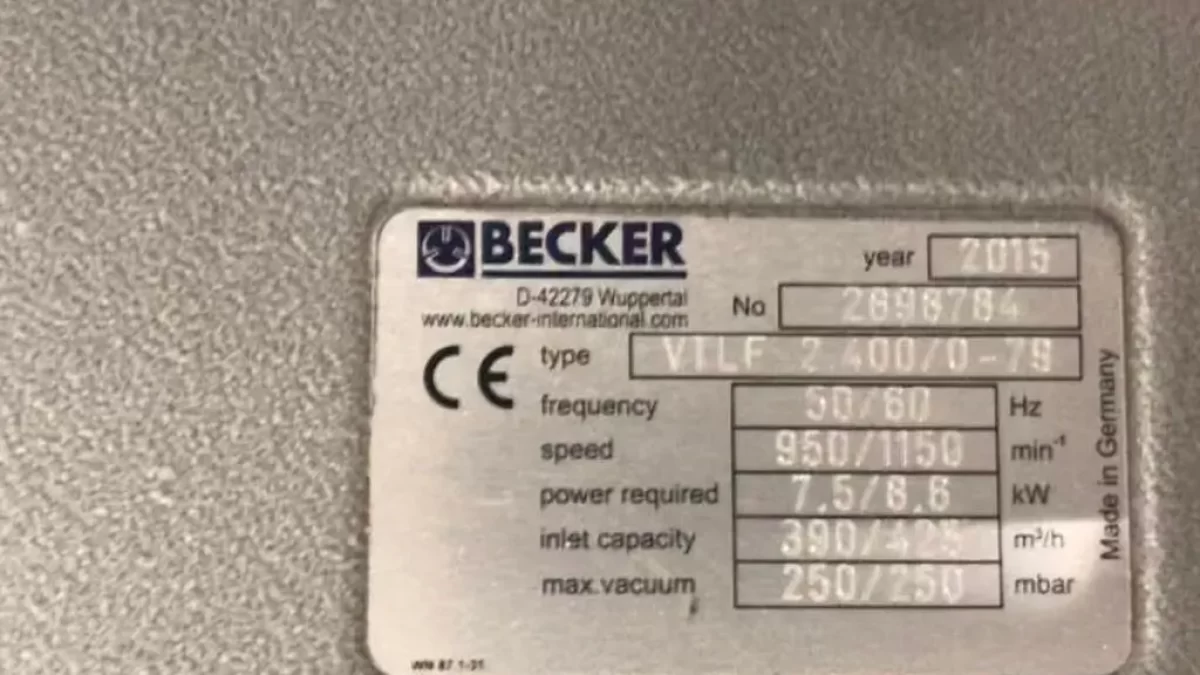 BECKER
year 2015
D-42279 Wuppertal
www.becker-international.com
No 2898784
CE type VTLF 2.400/0-79
frequency 50/60 Hz
speed 950/1150 min⁻¹
power required 7,5/8,8 kW
inlet capacity 390/425 m³/h
max.vacuum 250/250 mbar
Made in Germany